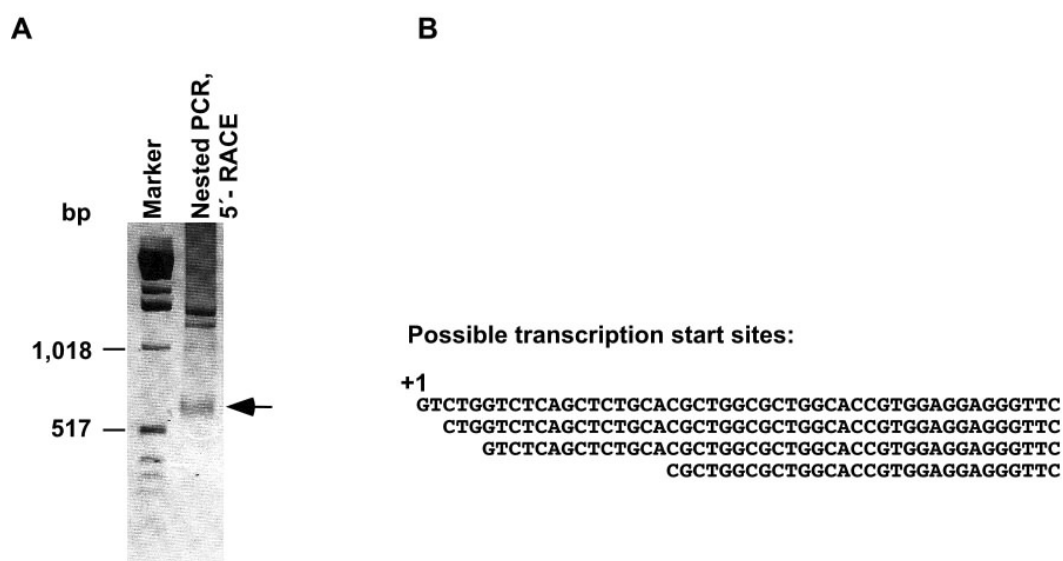 A
B
bp
Marker
Nested PCR,
5´- RACE
1,018
517
Possible transcription start sites:
+1
GTCTGGTCTCAGCTCTGCACGCTGGCGCTGGCACCGTGGAGGAGGGTTC
CTGGTCTCAGCTCTGCACGCTGGCGCTGGCACCGTGGAGGAGGGTTC
GTCTCAGCTCTGCACGCTGGCGCTGGCACCGTGGAGGAGGGTTC
CGCTGGCGCTGGCACCGTGGAGGAGGGTTC